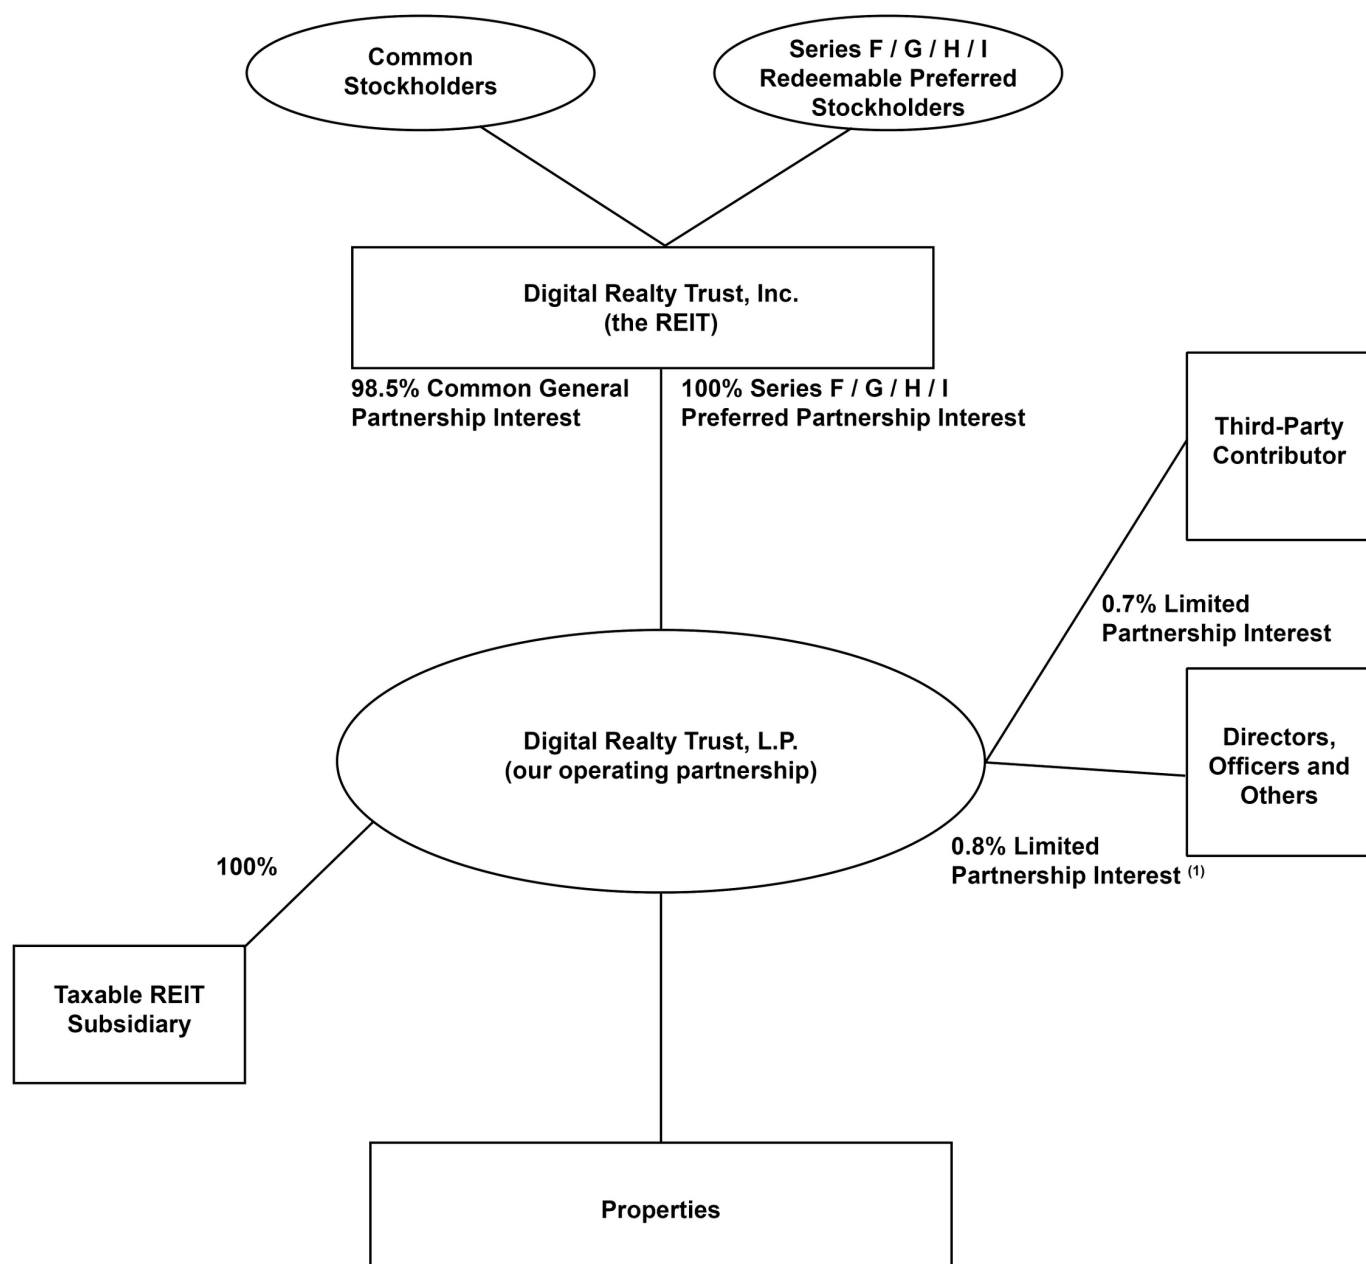 Common
Stockholders
Series F / G / H / I
Redeemable Preferred
Stockholders
Digital Realty Trust, Inc.
(the REIT)
98.5% Common General
Partnership Interest
100% Series F / G / H / I
Preferred Partnership Interest
Third-Party
Contributor
0.7% Limited
Partnership Interest
Digital Realty Trust, L.P.
(our operating partnership)
Directors,
Officers and
Others
0.8% Limited
Partnership Interest (1)
100%
Taxable REIT
Subsidiary
Properties